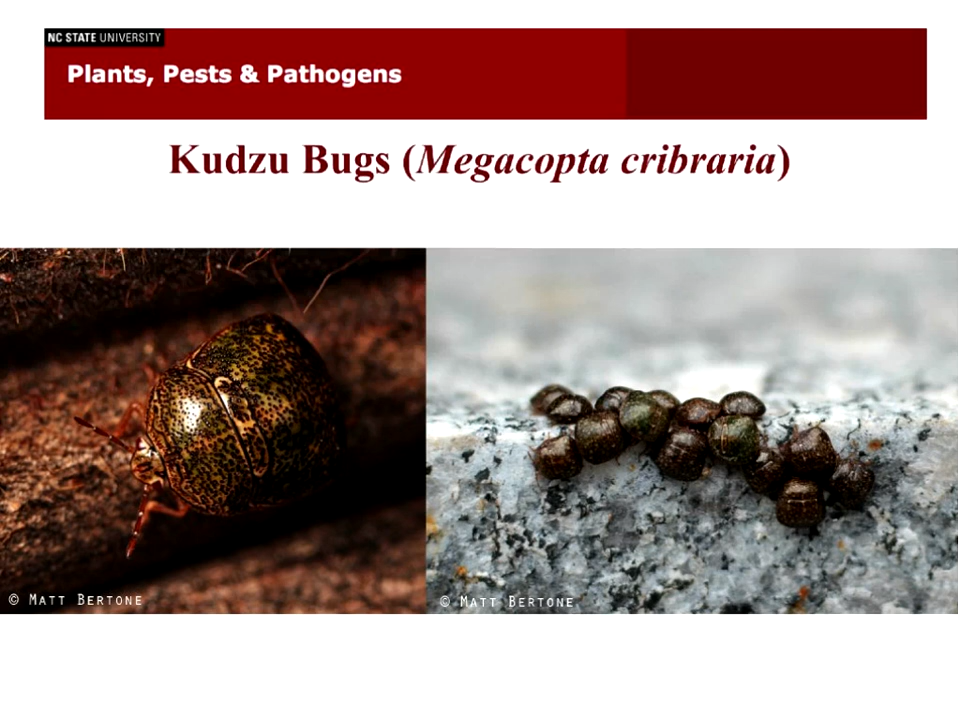 NC STATE UNIVERSITY
Plants, Pests & Pathogens
Kudzu Bugs (Megacopta cribraria)
© MATT BERTONE
© MATT BERTONE